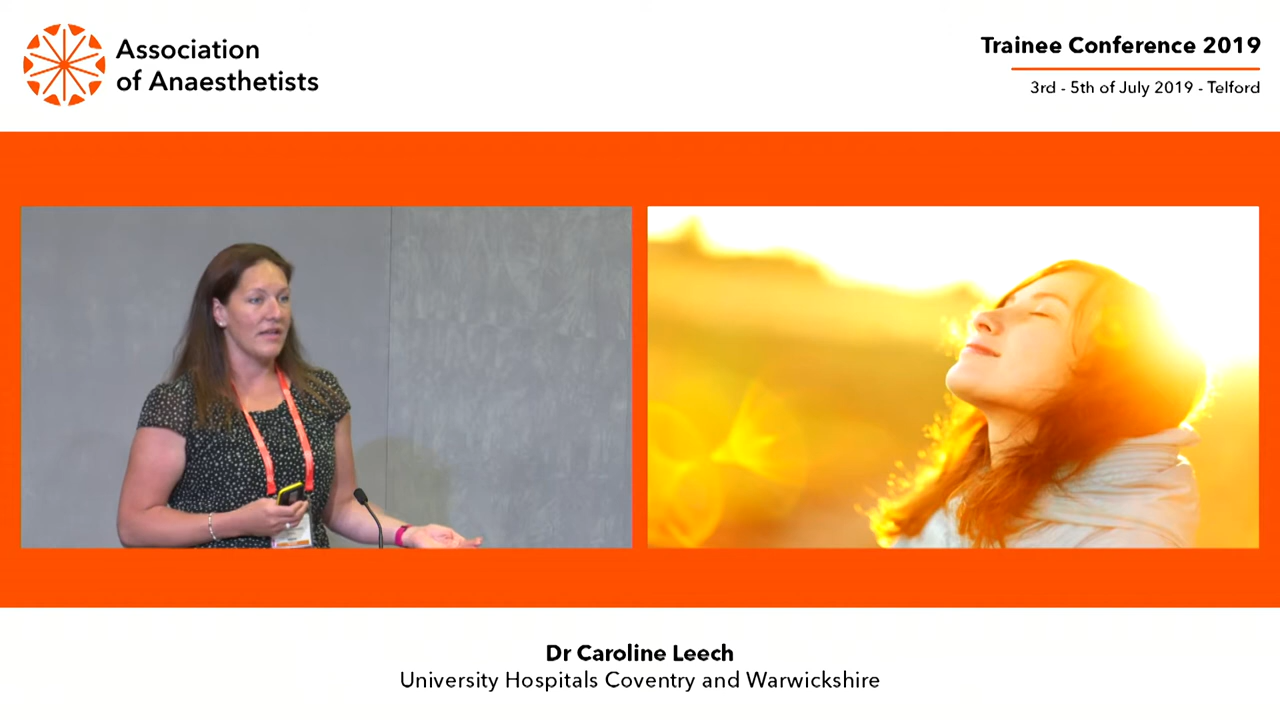 Association
of Anaesthetists
Trainee Conference 2019
3rd - 5th of July 2019 - Telford
Dr Caroline Leech
University Hospitals Coventry and Warwickshire